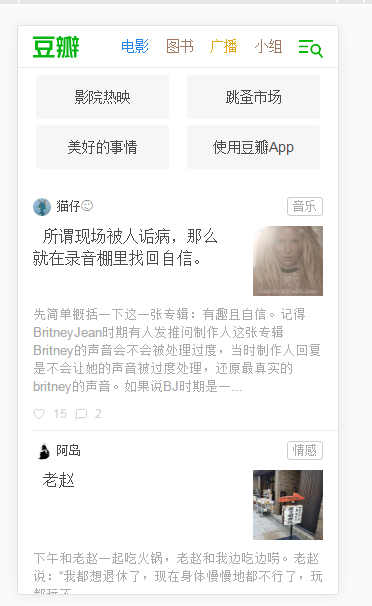 豆瓣 电影 图书 广播 小组
影院热映 跳蚤市场
美好的事情 使用豆瓣App
猫仔 音乐
所谓现场被人诟病，那么
就在录音棚里找回自信。
先简单概括一下这一张专辑：有趣且自信。记得
BritneyJean时期有人发推问制作人这张专辑
Britney的声音会不会被处理过度，当时制作人回复
是不会让她的声音被过度处理，还原最真实的
britney的声音。如果说BJ时期是一...
15 2
阿岛 情感
老赵
下午和老赵一起吃火锅，老赵和我边吃边唠。老赵
说：“我都想退休了，现在身体慢慢地都不行了，玩
都玩不